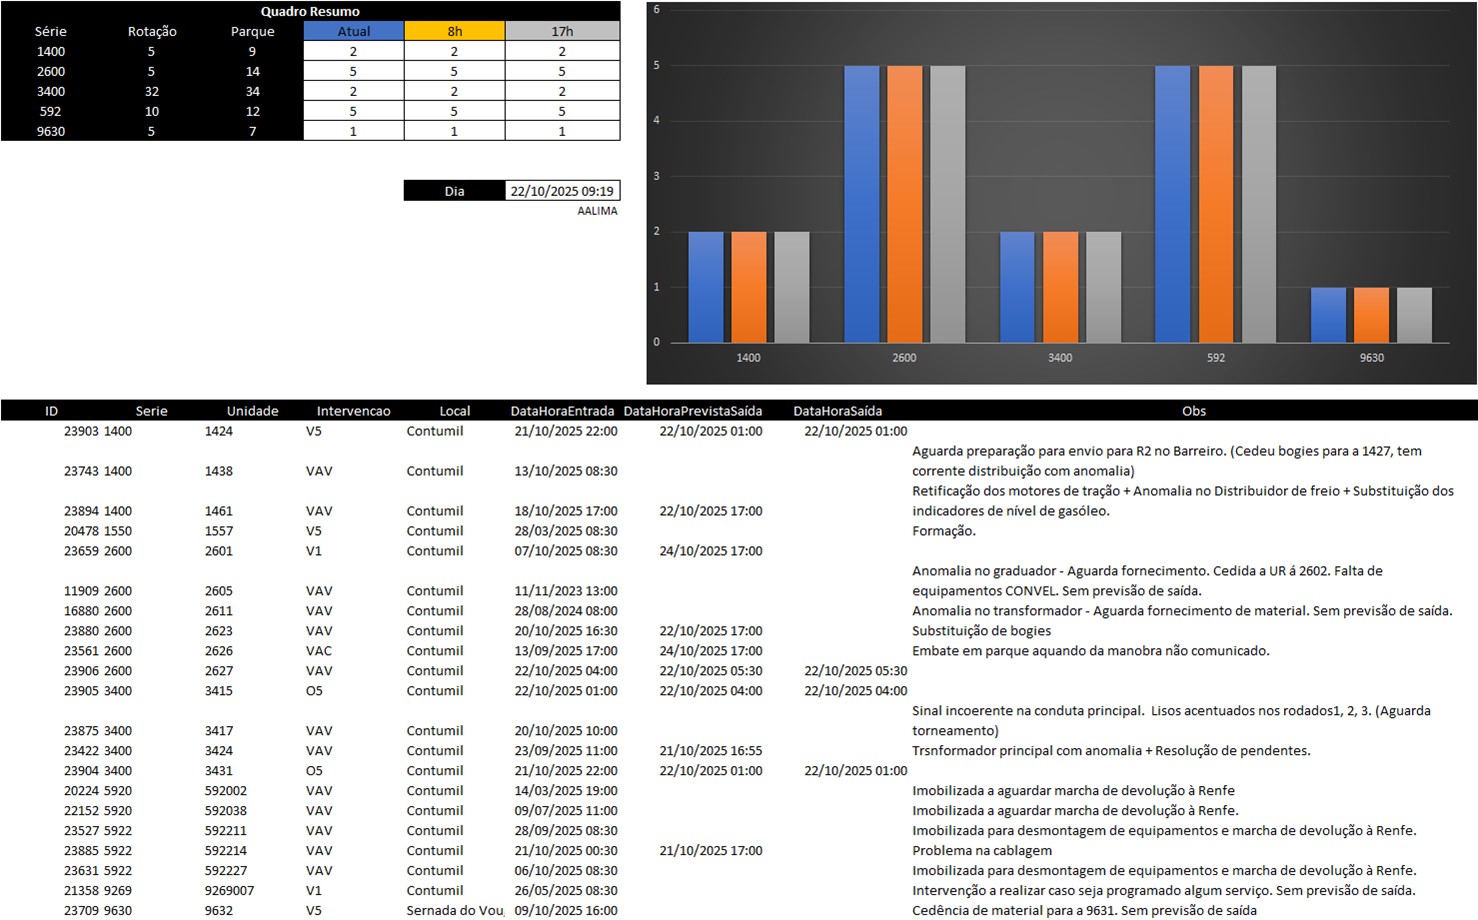 Quadro Resumo
Série Rotação Parque Atual 8h 17h
1400 5 9 2 2 2
2600 5 14 5 5 5
3400 32 34 2 2 2
592 10 12 5 5 5
9630 5 7 1 1 1
Dia 22/10/2025 09:19
AALIMA
6
5
4
3
2
1
0
1400 2600 3400 592 9630
ID Serie Unidade Intervencao Local DataHoraEntrada DataHoraPrevistaSaída DataHoraSaída Obs
23903 1400 1424 V5 Contumil 21/10/2025 22:00 22/10/2025 01:00 22/10/2025 01:00
Aguarda preparação para envio para R2 no Barreiro. (Cedeu bogies para a 1427, tem
23743 1400 1438 VAV Contumil 13/10/2025 08:30 corrente distribuição com anomalia)
Retificação dos motores de tração + Anomalia no Distribuidor de freio + Substituição dos
23894 1400 1461 VAV Contumil 18/10/2025 17:00 22/10/2025 17:00 indicadores de nível de gasóleo.
20478 1550 1557 V5 Contumil 28/03/2025 08:30 Formação.
23659 2600 2601 V1 Contumil 07/10/2025 08:30 24/10/2025 17:00
Anomalia no graduador - Aguarda fornecimento. Cedida a UR á 2602. Falta de
11909 2600 2605 VAV Contumil 11/11/2023 13:00 equipamentos CONVEL. Sem previsão de saída.
16880 2600 2611 VAV Contumil 28/08/2024 08:00 Anomalia no transformador - Aguarda fornecimento de material. Sem previsão de saída.
23880 2600 2623 VAV Contumil 20/10/2025 16:30 22/10/2025 17:00 Substituição de bogies
23561 2600 2626 VAC Contumil 13/09/2025 17:00 24/10/2025 17:00 Embate em parque aquando da manobra não comunicado.
23906 2600 2627 VAV Contumil 22/10/2025 04:00 22/10/2025 05:30 22/10/2025 05:30
23905 3400 3415 O5 Contumil 22/10/2025 01:00 22/10/2025 04:00 22/10/2025 04:00
Sinal incoerente na conduta principal.  Lisos acentuados nos rodados1, 2, 3. (Aguarda
23875 3400 3417 VAV Contumil 20/10/2025 10:00 torneamento)
23422 3400 3424 VAV Contumil 23/09/2025 11:00 21/10/2025 16:55 Trsnformador principal com anomalia + Resolução de pendentes.
23904 3400 3431 O5 Contumil 21/10/2025 22:00 22/10/2025 01:00 22/10/2025 01:00
20224 5920 592002 VAV Contumil 14/03/2025 19:00 Imobilizada a aguardar marcha de devolução à Renfe
22152 5920 592038 VAV Contumil 09/07/2025 11:00 Imobilizada a aguardar marcha de devolução à Renfe.
23527 5922 592211 VAV Contumil 28/09/2025 08:30 Imobilizada para desmontagem de equipamentos e marcha de devolução à Renfe.
23885 5922 592214 VAV Contumil 21/10/2025 00:30 21/10/2025 17:00 Problema na cablagem
23631 5922 592227 VAV Contumil 06/10/2025 08:30 Imobilizada para desmontagem de equipamentos e marcha de devolução à Renfe.
21358 9269 9269007 V1 Contumil 26/05/2025 08:30 Intervenção a realizar caso seja programado algum serviço. Sem previsão de saída.
23709 9630 9632 V5 Sernada do Vou 09/10/2025 16:00 Cedência de material para a 9631. Sem previsão de saída